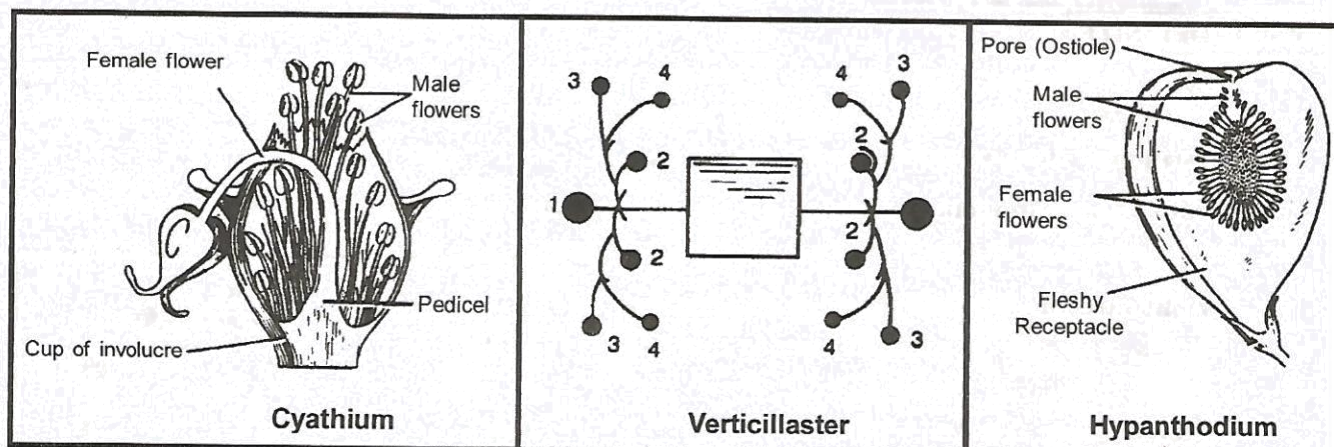 Female flower
Male
flowers
Pedicel
Cup of involucre
Cyathium
3
4
2
1
2
3
4
4
3
2
2
4
3
Verticillaster
Pore (Ostiole)
Male
flowers
Female
flowers
Fleshy
Receptacle
Hypanthodium